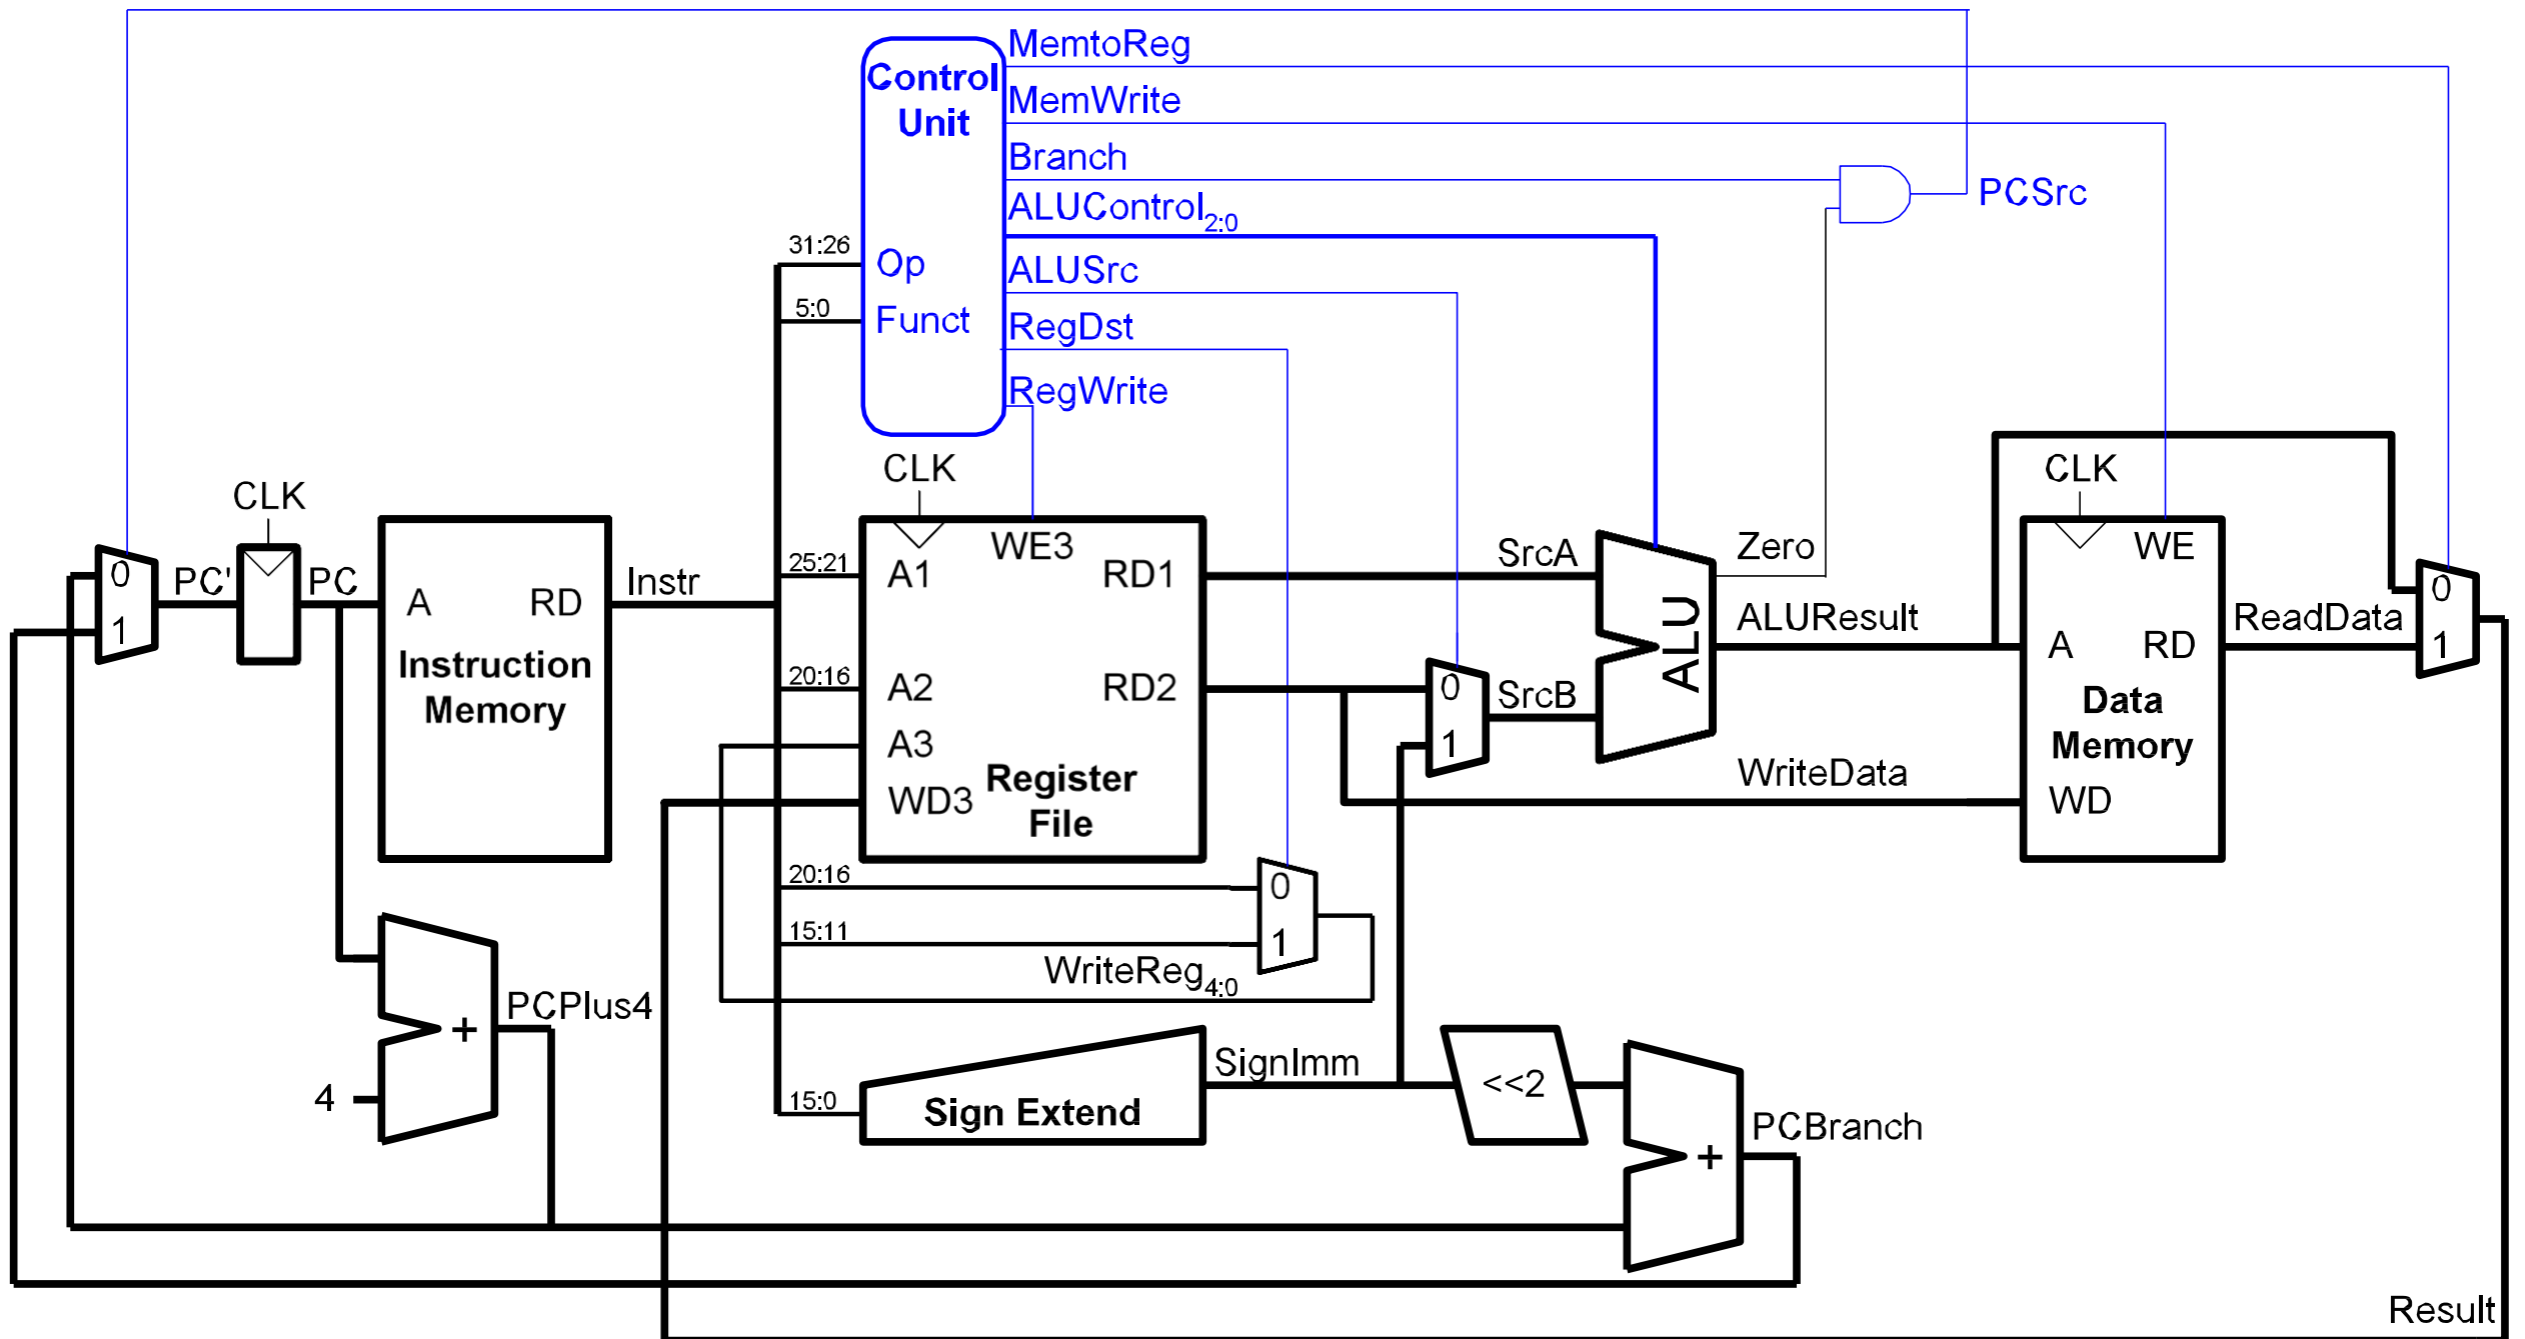 MemtoReg
Control
Unit
MemWrite
Branch
ALUControl2:0
PCSrc
31:26
Op
ALUSrc
5:0
Funct
RegDst
RegWrite
CLK
CLK
CLK
0
1
PC'
PC
A
RD
Instruction
Memory
Instr
25:21
20:16
A1
A2
A3
WD3
WE3
RD1
RD2
Register
File
SrcA
0
1
SrcB
ALU
Zero
ALUResult
WriteData
WE
A
RD
Data
Memory
WD
ReadData
0
1
20:16
15:11
0
1
WriteReg4:0
PCPlus4
+
4
15:0
Sign Extend
SignImm
<<2
+
PCBranch
Result